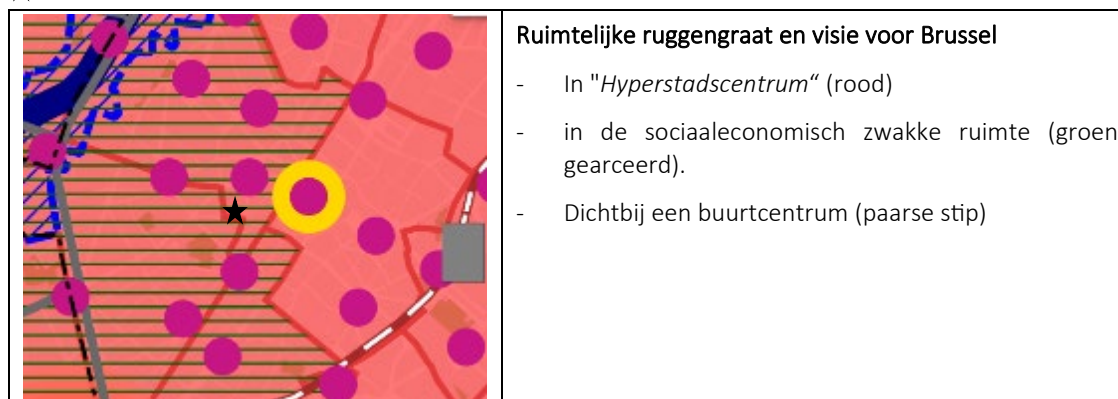 Ruimtelijke ruggengraat en visie voor Brussel
- In "Hyperstadscentrum“ (rood)
- in de sociaaleconomisch zwakke ruimte (groen
gearceerd).
- Dichtbij een buurtcentrum (paarse stip)